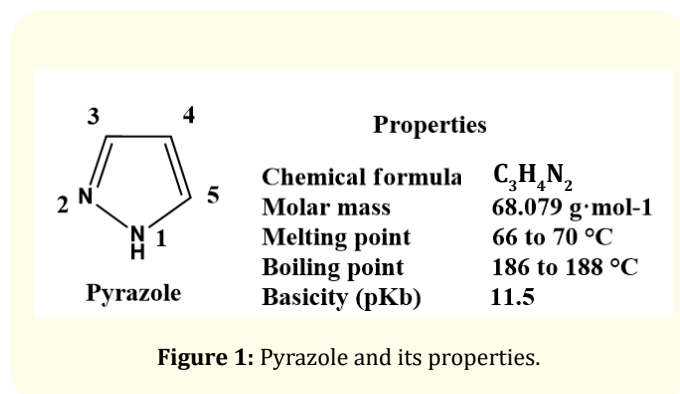 3 4
Properties
Chemical formula C₃H₄N₂
2 N 5 Molar mass 68.079 g·mol-1
N 1 Melting point 66 to 70 °C
H
Boiling point 186 to 188 °C
Pyrazole Basicity (pKb) 11.5
Figure 1: Pyrazole and its properties.